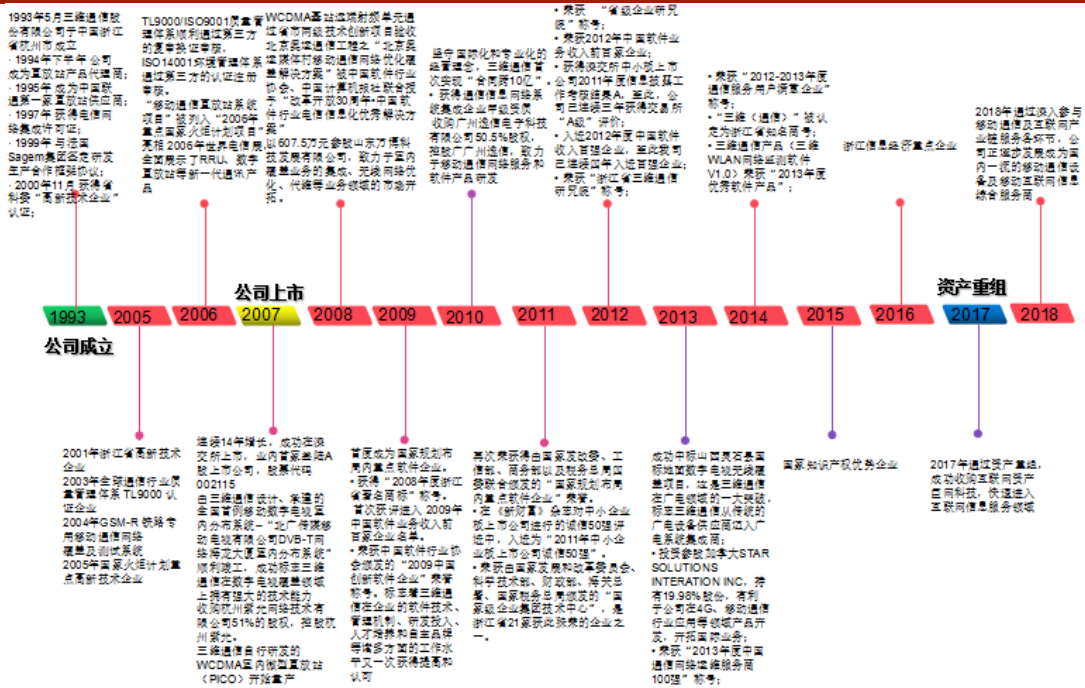 1993年5月三维通信股
份有限公司于中国浙江
省杭州市成立
· 1994年下半年 公司
成为直放站产品代理商;
· 1995年 成为中国联
通第一家直放站供应商;
· 1997年 获得电信网
络集成许可证;
· 1999年 与法国
Sagem集团签定研发
生产合作框架协议;
· 2000年11月 获得省
科委“高新技术企业”
认证;
TL9000/ISO9001质量管
理体系顺利通过第三方
的复审换证审核,
ISO14001环境管理体系
通过第三方的认证注册
审核。
“移动通信直放站系统
项目”被列入“2006年
重点国家火炬计划项目”
亮相 2006年世界电信展,
全面展示了RRU、数字
直放站等新一代通讯产
品
WCDMA基站远端射频单元通
过省市两级技术创新项目验收
北京奥运通信工程之“北京奥
运媒体村移动通信网络优化覆
盖解决方案”被中国软件行业
协会、中国计算机报社联合授
予“改革开放30周年·中国软
件行业电信信息化优秀解决方
案”
以607.5万元参股山东万博科
技发展有限公司,致力于室内
覆盖业务的集成、无线网络优
化、代维等业务领域的市场开
拓。
坚守国际化和专业化的
经营理念,三维通信首
次实现“合同跨10亿”。
• 获得通信信息网络系
统集成企业甲级资质
收购广州逸信电子科技
有限公司50.5%股权,
控股广广州逸信,致力
于移动通信网络服务和
软件产品研发
• 荣获 “省级企业研究
院”称号;
• 荣获2012年中国软件业
务收入前百家企业;
• 获得深交所中小板上市
公司2011年度信息披露工
作考核结果A。至此,公
司已连续三年获得交易所
“A级”评价;
• 入近2012年度中国软件
收入百强企业,至此我司
已连续四年入近百强企业;
• 荣获“浙江省三维通信
研究院”称号;
• 荣获“2012-2013年度
通信服务用户满意企业”
称号;
• “三维(通信)”被认
定为浙江省知名商号;
• 三维通信产品(三维
WLAN网络监测软件
V1.0)荣获“2013年度
优秀软件产品”;
浙江信息经济重点企业
2018年通过深入参与
移动通信及互联网产
业链服务各环节,公
司正逐步发展成为国
内一流的移动通信设
备及移动互联网信息
综合服务商
公司上市
资产重组
1993 2005 2006 2007 2008 2009 2010 2011 2012 2013 2014 2015 2016 2017 2018
公司成立
2001年浙江省高新技术
企业
2003年全球通信行业质
量管理体系TL9000 认
证企业
2004年GSM-R 铁路专
用移动通信网络
覆盖及测试系统
2005年国家火炬计划重
点高新技术企业
连续14年增长,成功在深
交所上市,业内首家登陆A
股上市公司,股票代码
002115
由三维通信设计、承建的
全国首例移动数字电视室
内分布系统–“北广传媒移
动电视有限公司DVB-T网
络海龙大厦室内分布系统”
顺利竣工,成功标志三维
通信在数字电视覆盖领域
上拥有强大的技术能力
收购杭州紫光网络技术有
限公司51%的股权,控股杭
州紫光。
三维通信自行研发的
WCDMA室内微型直放站
(PICO)开始量产
首度成为国家规划布
局内重点软件企业。
• 获得“2008年度浙江
省著名商标”称号。
首次获评进入 2009年
中国软件业务收入前
百家企业名单。
• 荣获中国软件行业协
会颁发的“2009中国
创新软件企业”荣誉
称号。标志着三维通
信在企业的软件技术、
管理机制、研发投入、
人才培养和自主品牌
等诸多方面的工作水
平又一次获得提高和
认可
再次荣获得由国家发改委、工
信部、商务部以及税务总局四
委联合颁发的“国家规划布局
内重点软件企业”荣誉。
• 在《新财富》杂志对中小企业
板上市公司进行的诚信50强评
近中,入近为“2011年中小企
业板上市公司诚信50强”。
• 荣获由国家发展和改革委员会、
科学技术部、财政部、海关总
署、国家税务总局颁发的“国
家级企业集团技术中心”,是
浙江省21家获此殊荣的企业之
一。
成功中标山西灵石县国
标地面数字电视无线覆
盖项目,这是三维通信
在广电领域的一大突破,
标志三维通信从传统的
广电设备供应商迈入广
电系统集成商;
• 投资参股加拿大STAR
SOLUTIONS
INTERATION INC,持
有19.98%股份,有利
于公司在4G、移动通信
行业应用等领域产品开
发,开拓国际业务;
• 荣获“2013年度中国
通信网络运维服务商
100强”称号;
国家知识产权优势企业
2017年通过资产重组,
成功收购互联网资产
巨网科技,快速进入
互联网信息服务领域